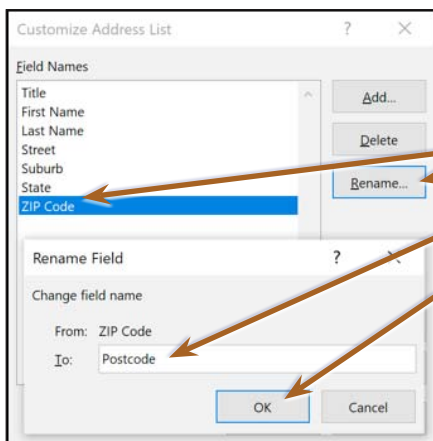 Customize Address List ? ×
Field Names
Title
First Name
Last Name
Street
Suburb
State
ZIP Code
Add...
Delete
Rename...
Rename Field ?
Change field name
From: ZIP Code
To: Postcode
OK Cancel